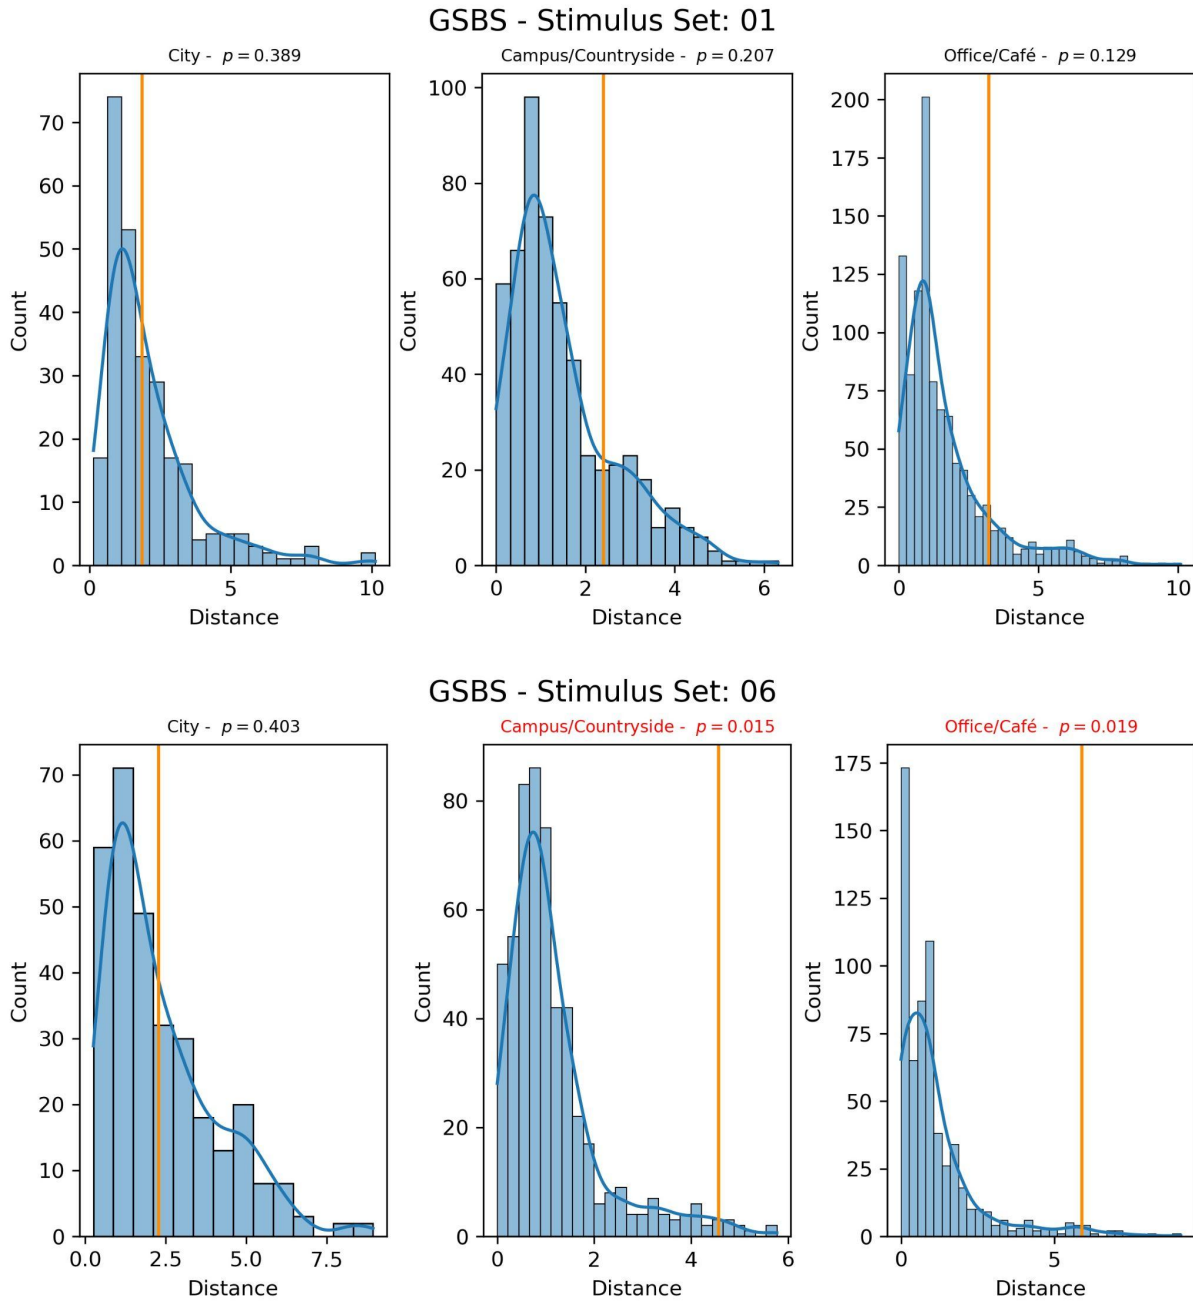 GSBS - Stimulus Set: 01
City - p = 0.389
Campus/Countryside - p = 0.207
Office/Café - p = 0.129
Count
70
60
50
40
30
20
10
0
0 5 10
Distance
Count
100
80
60
40
20
0
0 2 4 6
Distance
Count
200
175
150
125
100
75
50
25
0
0 5 10
Distance
GSBS - Stimulus Set: 06
City - p = 0.403
Campus/Countryside - p = 0.015
Office/Café - p = 0.019
Count
70
60
50
40
30
20
10
0
0.0 2.5 5.0 7.5
Distance
Count
80
60
40
20
0
0 2 4 6
Distance
Count
175
150
125
100
75
50
25
0
0 5
Distance